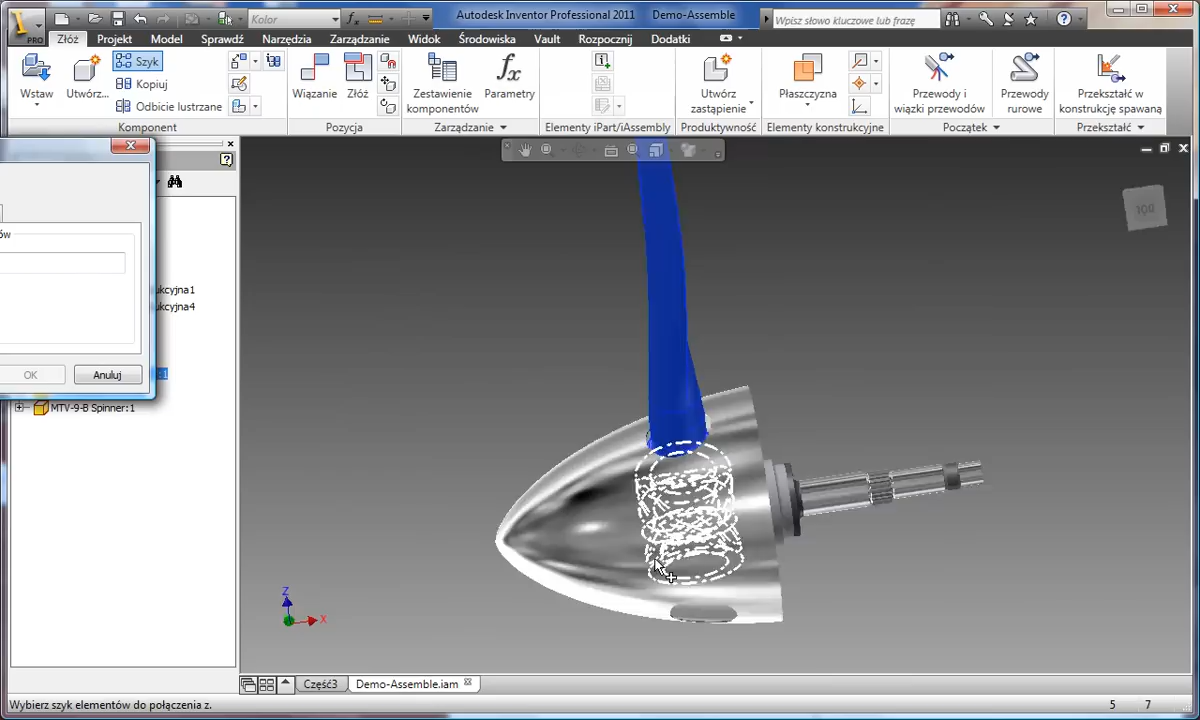 Kolor
Autodesk Inventor Professional 2011 Demo-Assemble
Wpisz słowo kluczowe lub frazę
PRO
Złóż Projekt Model Sprawdź Narzędzia Zarządzanie Widok Środowiska Vault Rozpocznij Dodatki
Szyk
Kopiuj
Odbicie lustrzane
Wstaw Utwórz...
Wiązanie Złóż
Zestawienie komponentów
Parametry
Utwórz zastąpienie
Płaszczyzna
Przewody i wiązki przewodów
Przewody rurowe
Przekształć w konstrukcję spawaną
Komponent Pozycja Zarządzanie Elementy iPart/iAssembly Produktywność Elementy konstrukcyjne Początek Przekształć
ów
ukcyjna1
ukcyjna4
OK Anuluj
:1
MTV-9-B Spinner:1
TOP
Z
X
Część3 Demo-Assemble.iam
Wybierz szyk elementów do połączenia z. 5 7